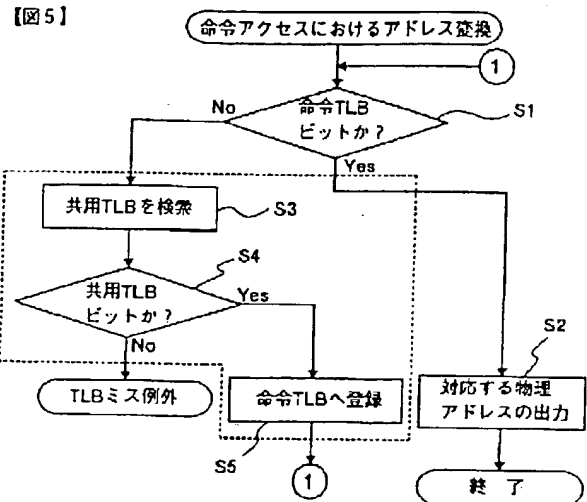 【図5】
命令アクセスにおけるアドレス変換
1
命令TLB
ビットか?
S1
No
Yes
共用TLBを検索
S3
共用TLB
ビットか?
S4
Yes
No
S2
TLBミス例外
命令TLBへ登録
対応する物理
アドレスの出力
S5
1
終了